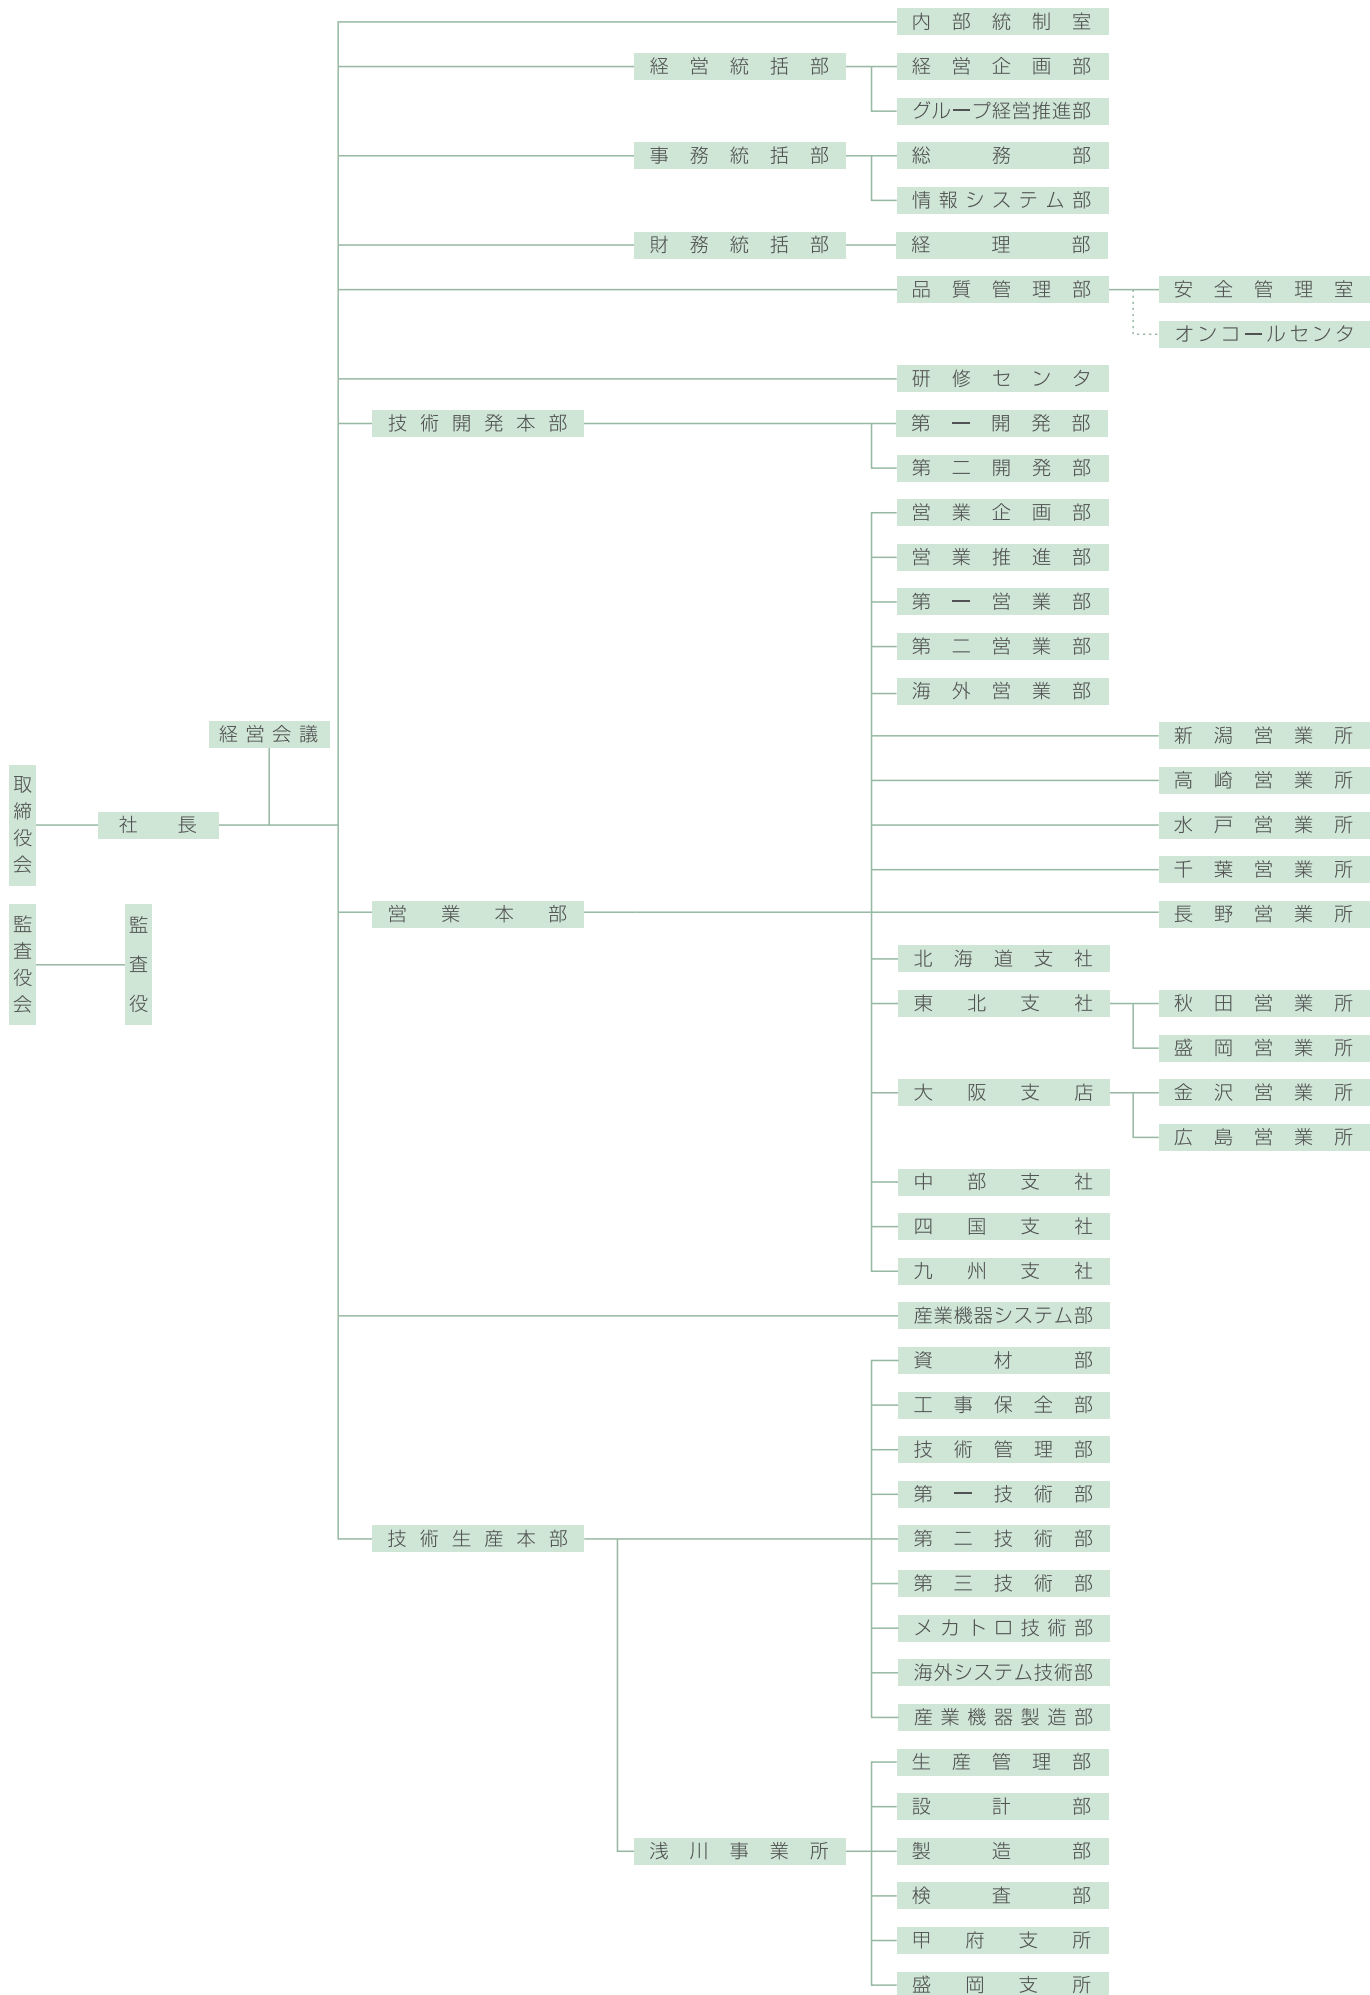 内部統制室
経営統括部
経営企画部
グループ経営推進部
事務統括部
総務部
情報システム部
財務統括部
経理部
品質管理部
安全管理室
オンコールセンタ
研修センタ
技術開発本部
第一開発部
第二開発部
営業企画部
営業推進部
第一営業部
第二営業部
海外営業部
経営会議
取締役会
社長
監査役会
監査役
営業本部
新潟営業所
高崎営業所
水戸営業所
千葉営業所
長野営業所
北海道支社
東北支社
秋田営業所
盛岡営業所
大阪支店
金沢営業所
広島営業所
中部支社
四国支社
九州支社
産業機器システム部
技術生産本部
資材部
工事保全部
技術管理部
第一技術部
第二技術部
第三技術部
メカトロ技術部
海外システム技術部
産業機器製造部
浅川事業所
生産管理部
設計部
製造部
検査部
甲府支所
盛岡支所